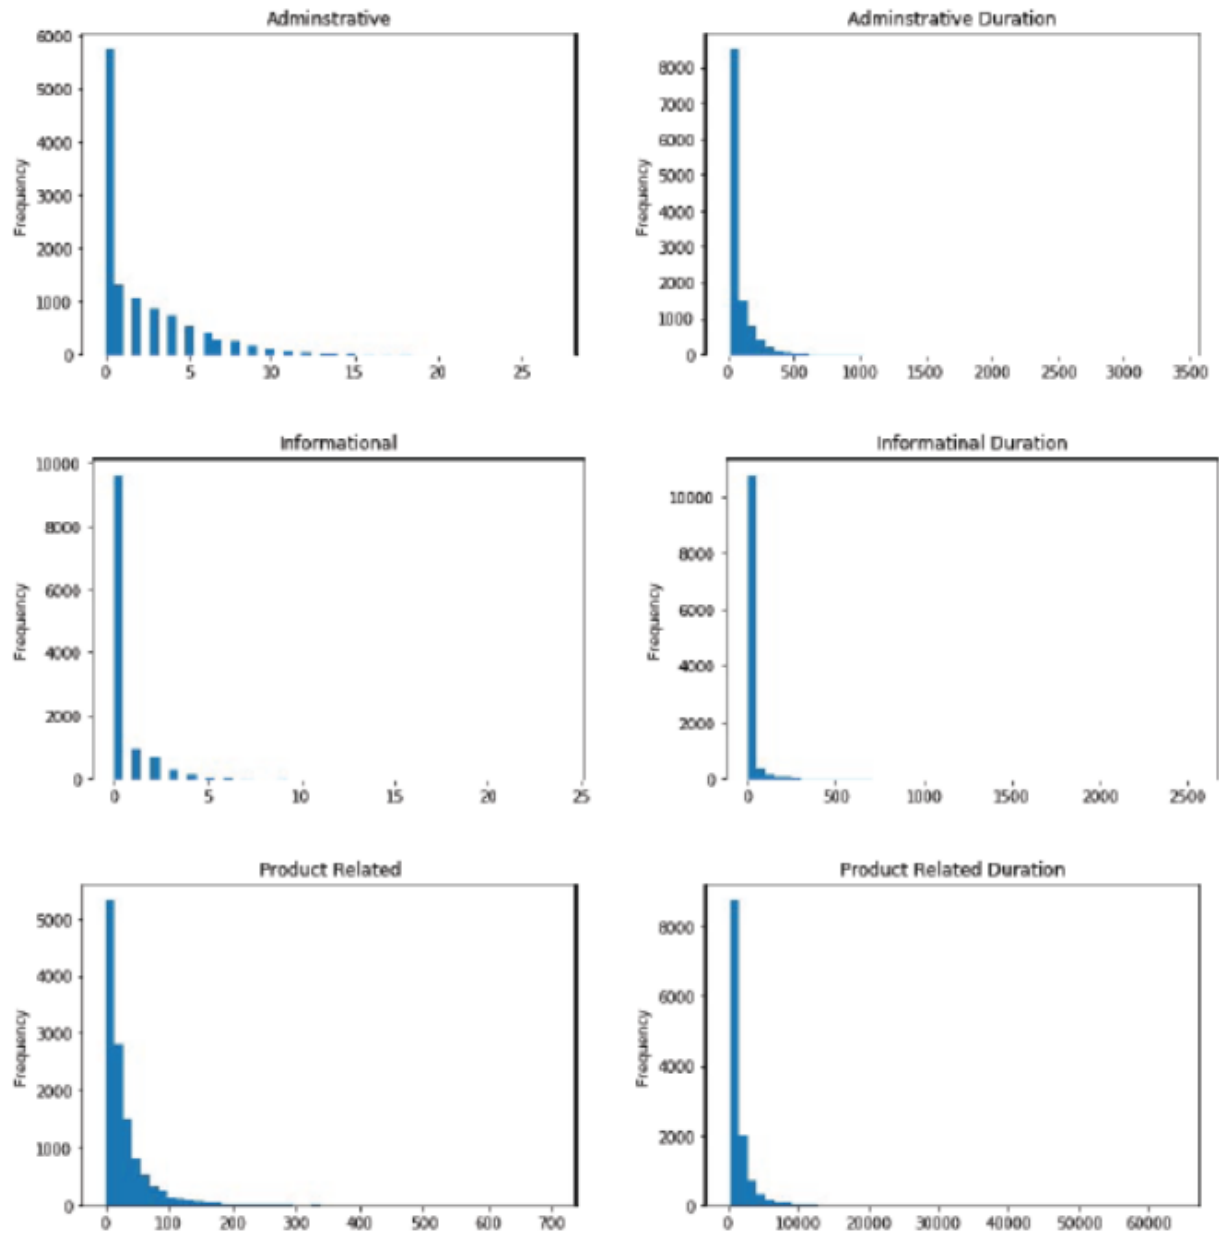 Adminstrative
Adminstrative Duration
6000
5000
4000
3000
2000
1000
0
Frequency
0 5 10 15 20 25
8000
7000
6000
5000
4000
3000
2000
1000
0
Frequency
0 500 1000 1500 2000 2500 3000 3500
Informational
Informatinal Duration
10000
8000
6000
4000
2000
0
Frequency
0 5 10 15 20 25
10000
8000
6000
4000
2000
0
Frequency
0 500 1000 1500 2000 2500
Product Related
Product Related Duration
5000
4000
3000
2000
1000
0
Frequency
0 100 200 300 400 500 600 700
8000
6000
4000
2000
0
Frequency
0 10000 20000 30000 40000 50000 60000